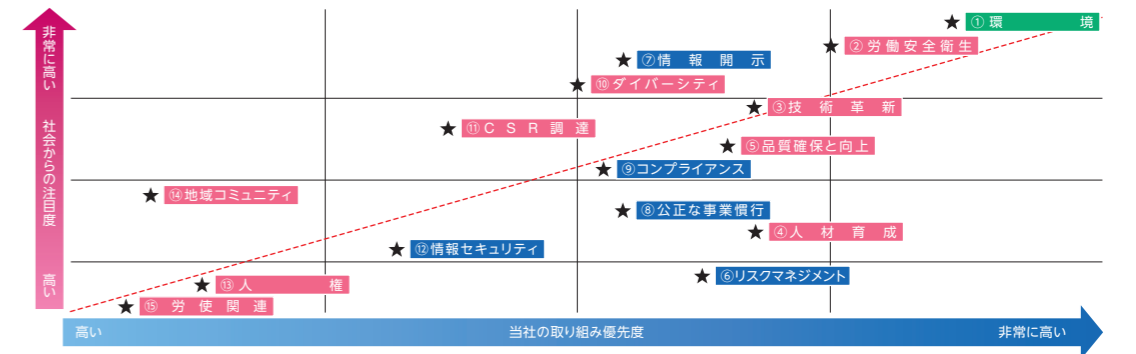 非常に高い
社会からの注目度
高い
①環境
②労働安全衛生
⑦情報開示
⑩ダイバーシティ
③技術革新
⑪CSR調達
⑤品質確保と向上
⑨コンプライアンス
⑭地域コミュニティ
⑧公正な事業慣行
④人材育成
⑫情報セキュリティ
⑥リスクマネジメント
⑬人権
⑮労使関連
高い 当社の取り組み優先度 非常に高い